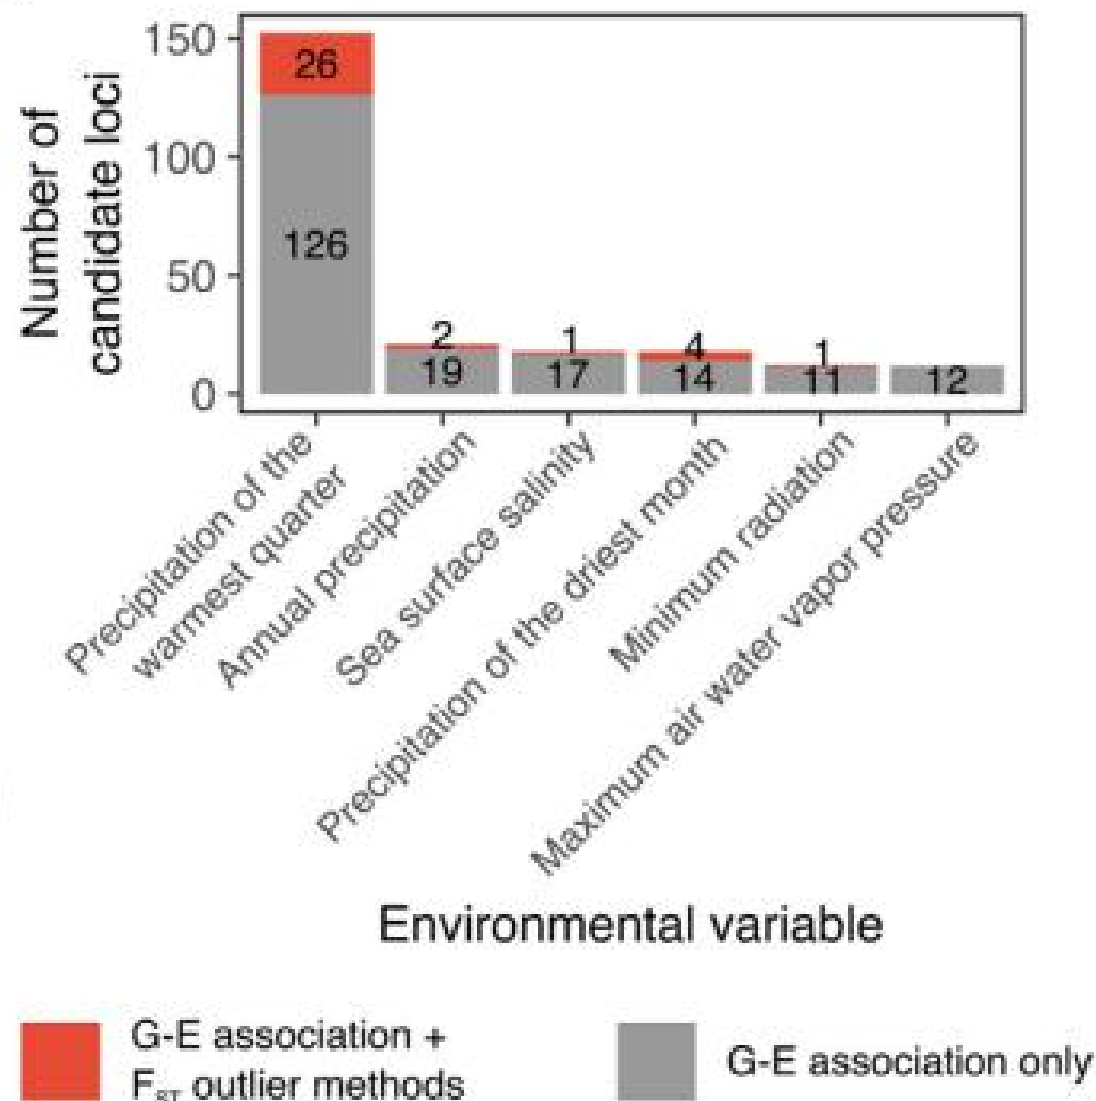 Number of
candidate loci
150
100
50
0
26
126
2
19
1
17
4
14
1
11
12
Precipitation of the
warmest quarter
Annual precipitation
Sea surface salinity
Precipitation of the driest month
Minimum radiation
Maximum air water vapor pressure
Environmental variable
G-E association +
F_ST outlier methods
G-E association only